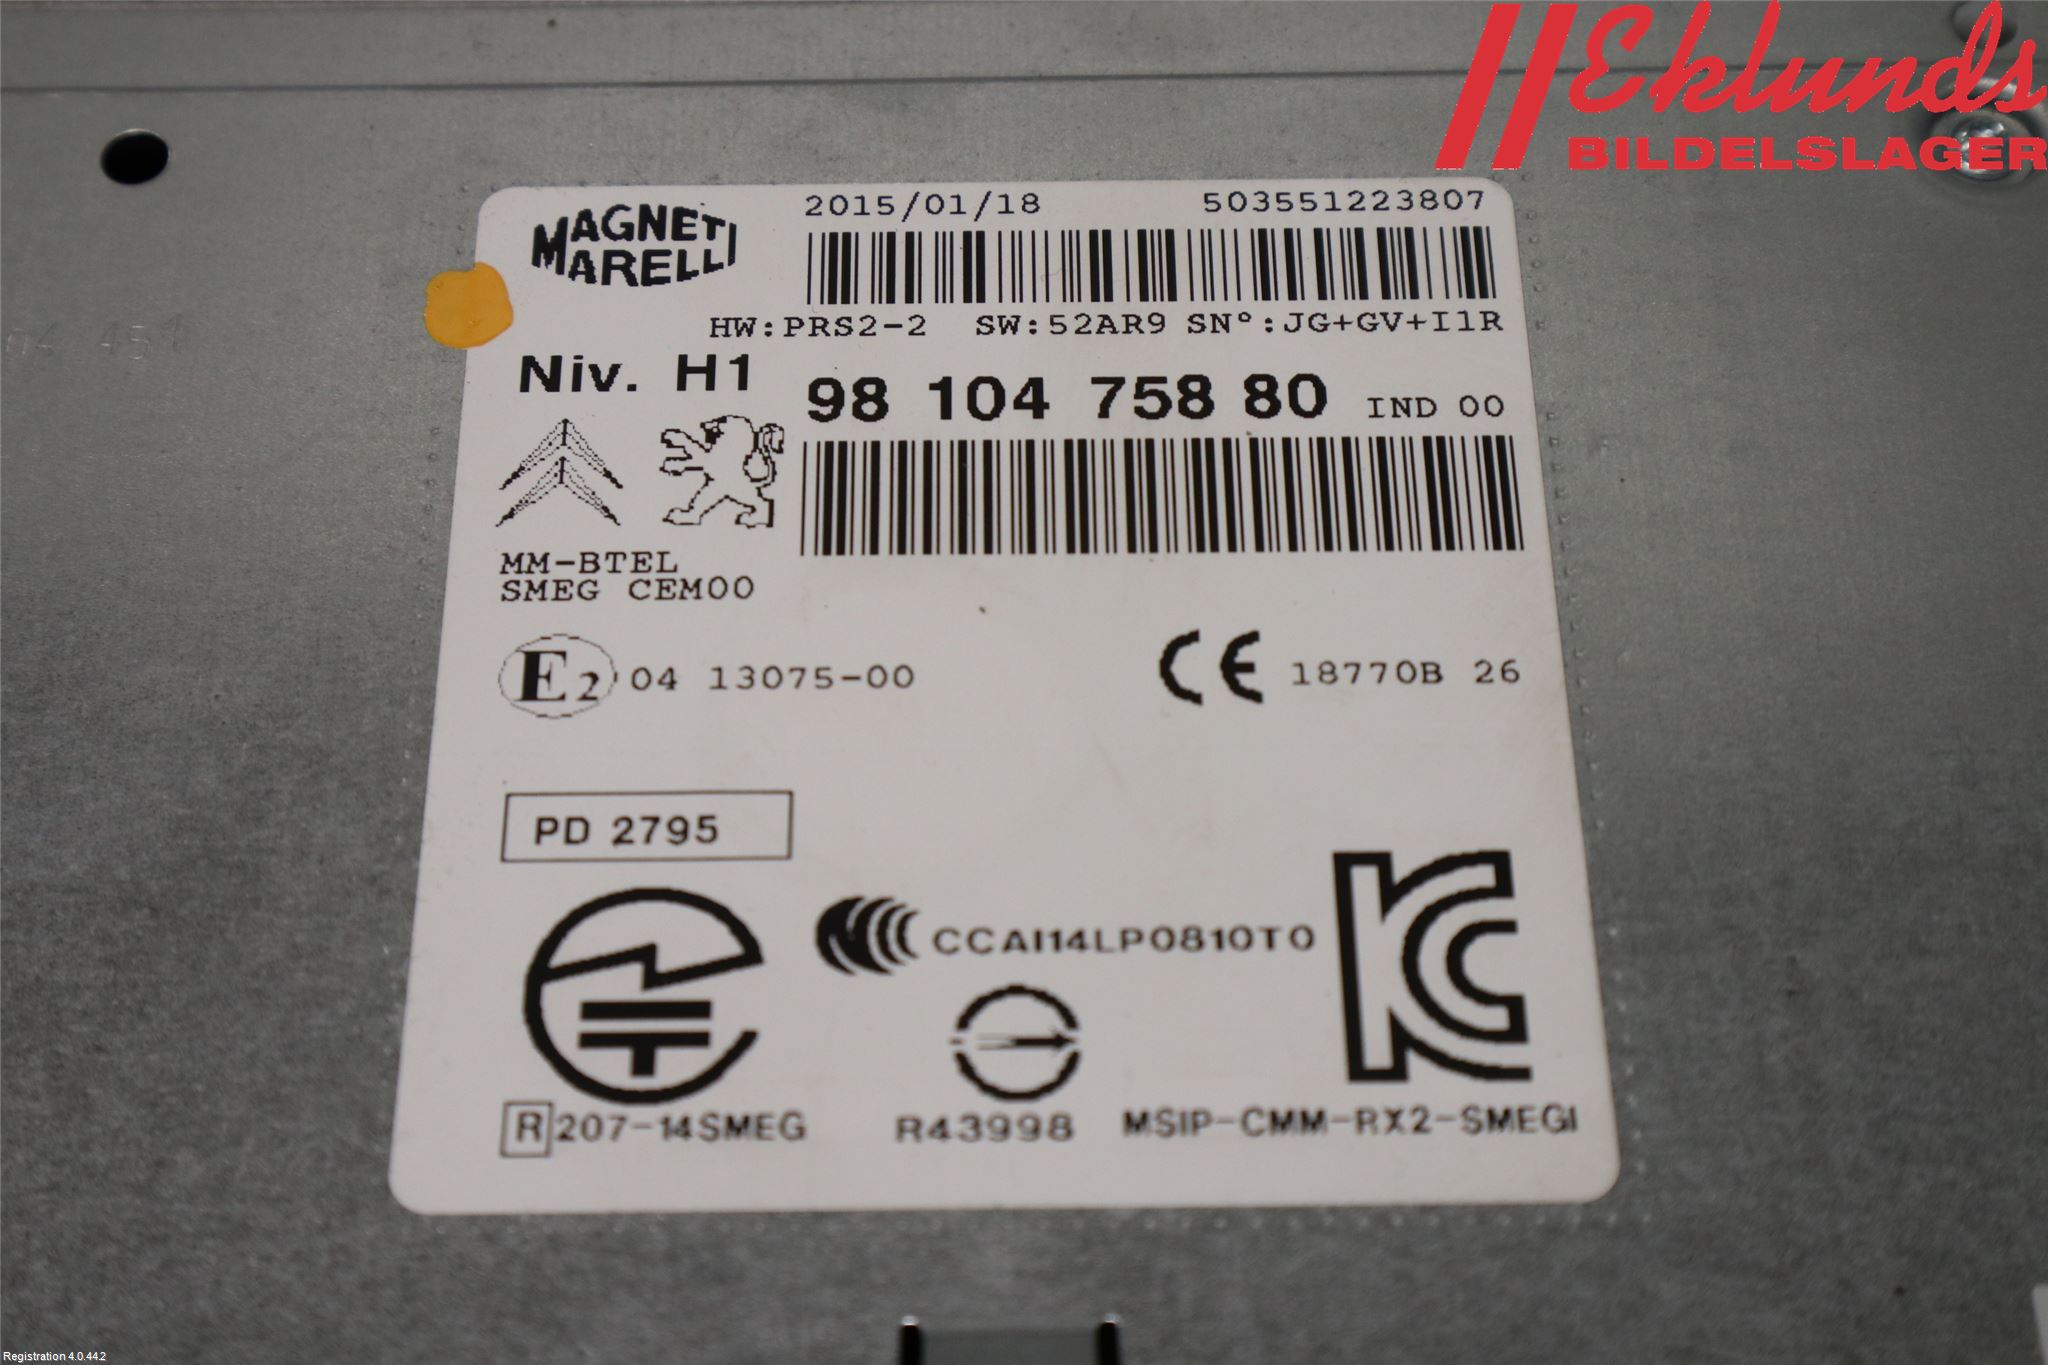 Eklunds
BILDELSLAGER
MAGNETI
MARELLI
2015/01/18 503551223807
HW:PRS2-2 SW:52AR9 SN°:JG+GV+I1R
Niv. H1
98 104 758 80 IND 00
MM-BTEL
SMEG CEM00
E2 04 13075-00
CE 18770B 26
PD 2795
CCAI14LP0810T0
R 207-14SMEG
R43998
MSIP-CMM-RX2-SMEGI
Registration 4.0.44.2